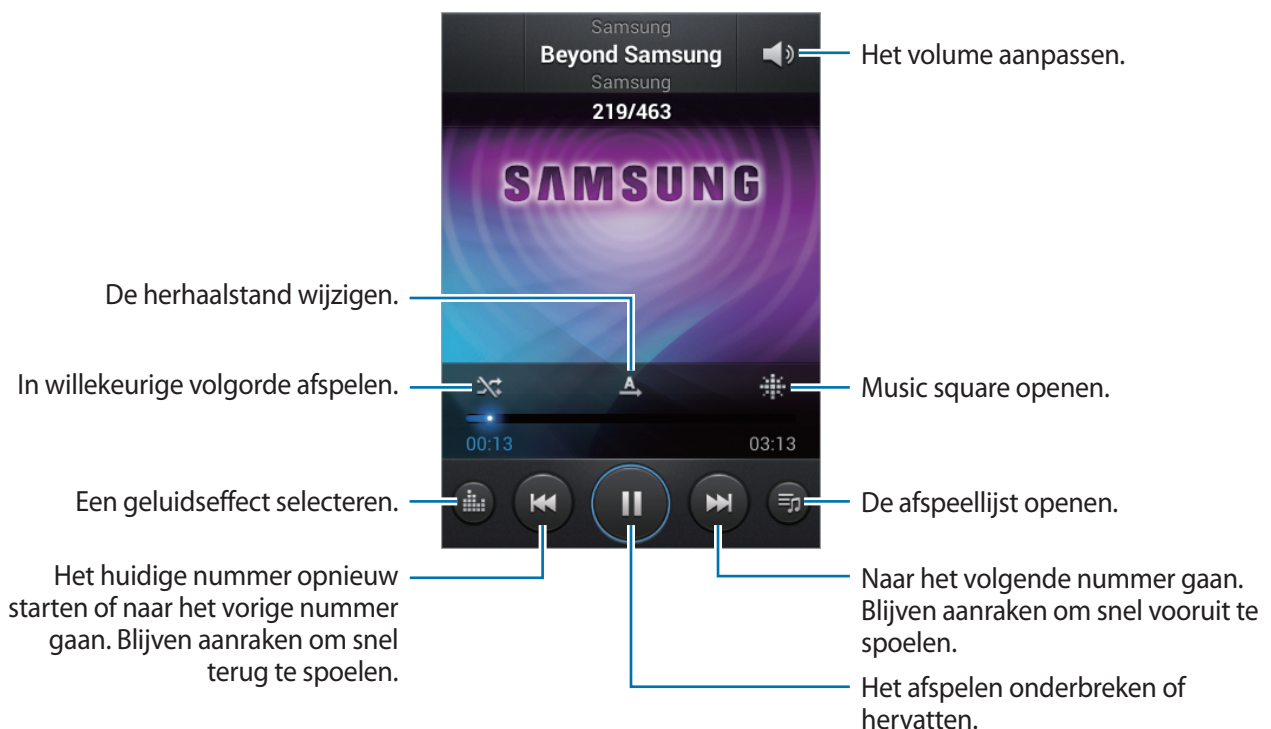 Samsung
Beyond Samsung
Samsung
219/463
SAMSUNG
Het volume aanpassen.
De herhaalstand wijzigen.
A
In willekeurige volgorde afspelen.
Music square openen.
00:13
03:13
Een geluidseffect selecteren.
De afspeellijst openen.
Het huidige nummer opnieuw
starten of naar het vorige nummer
gaan. Blijven aanraken om snel
terug te spoelen.
Naar het volgende nummer gaan.
Blijven aanraken om snel vooruit te
spoelen.
Het afspelen onderbreken of
hervatten.